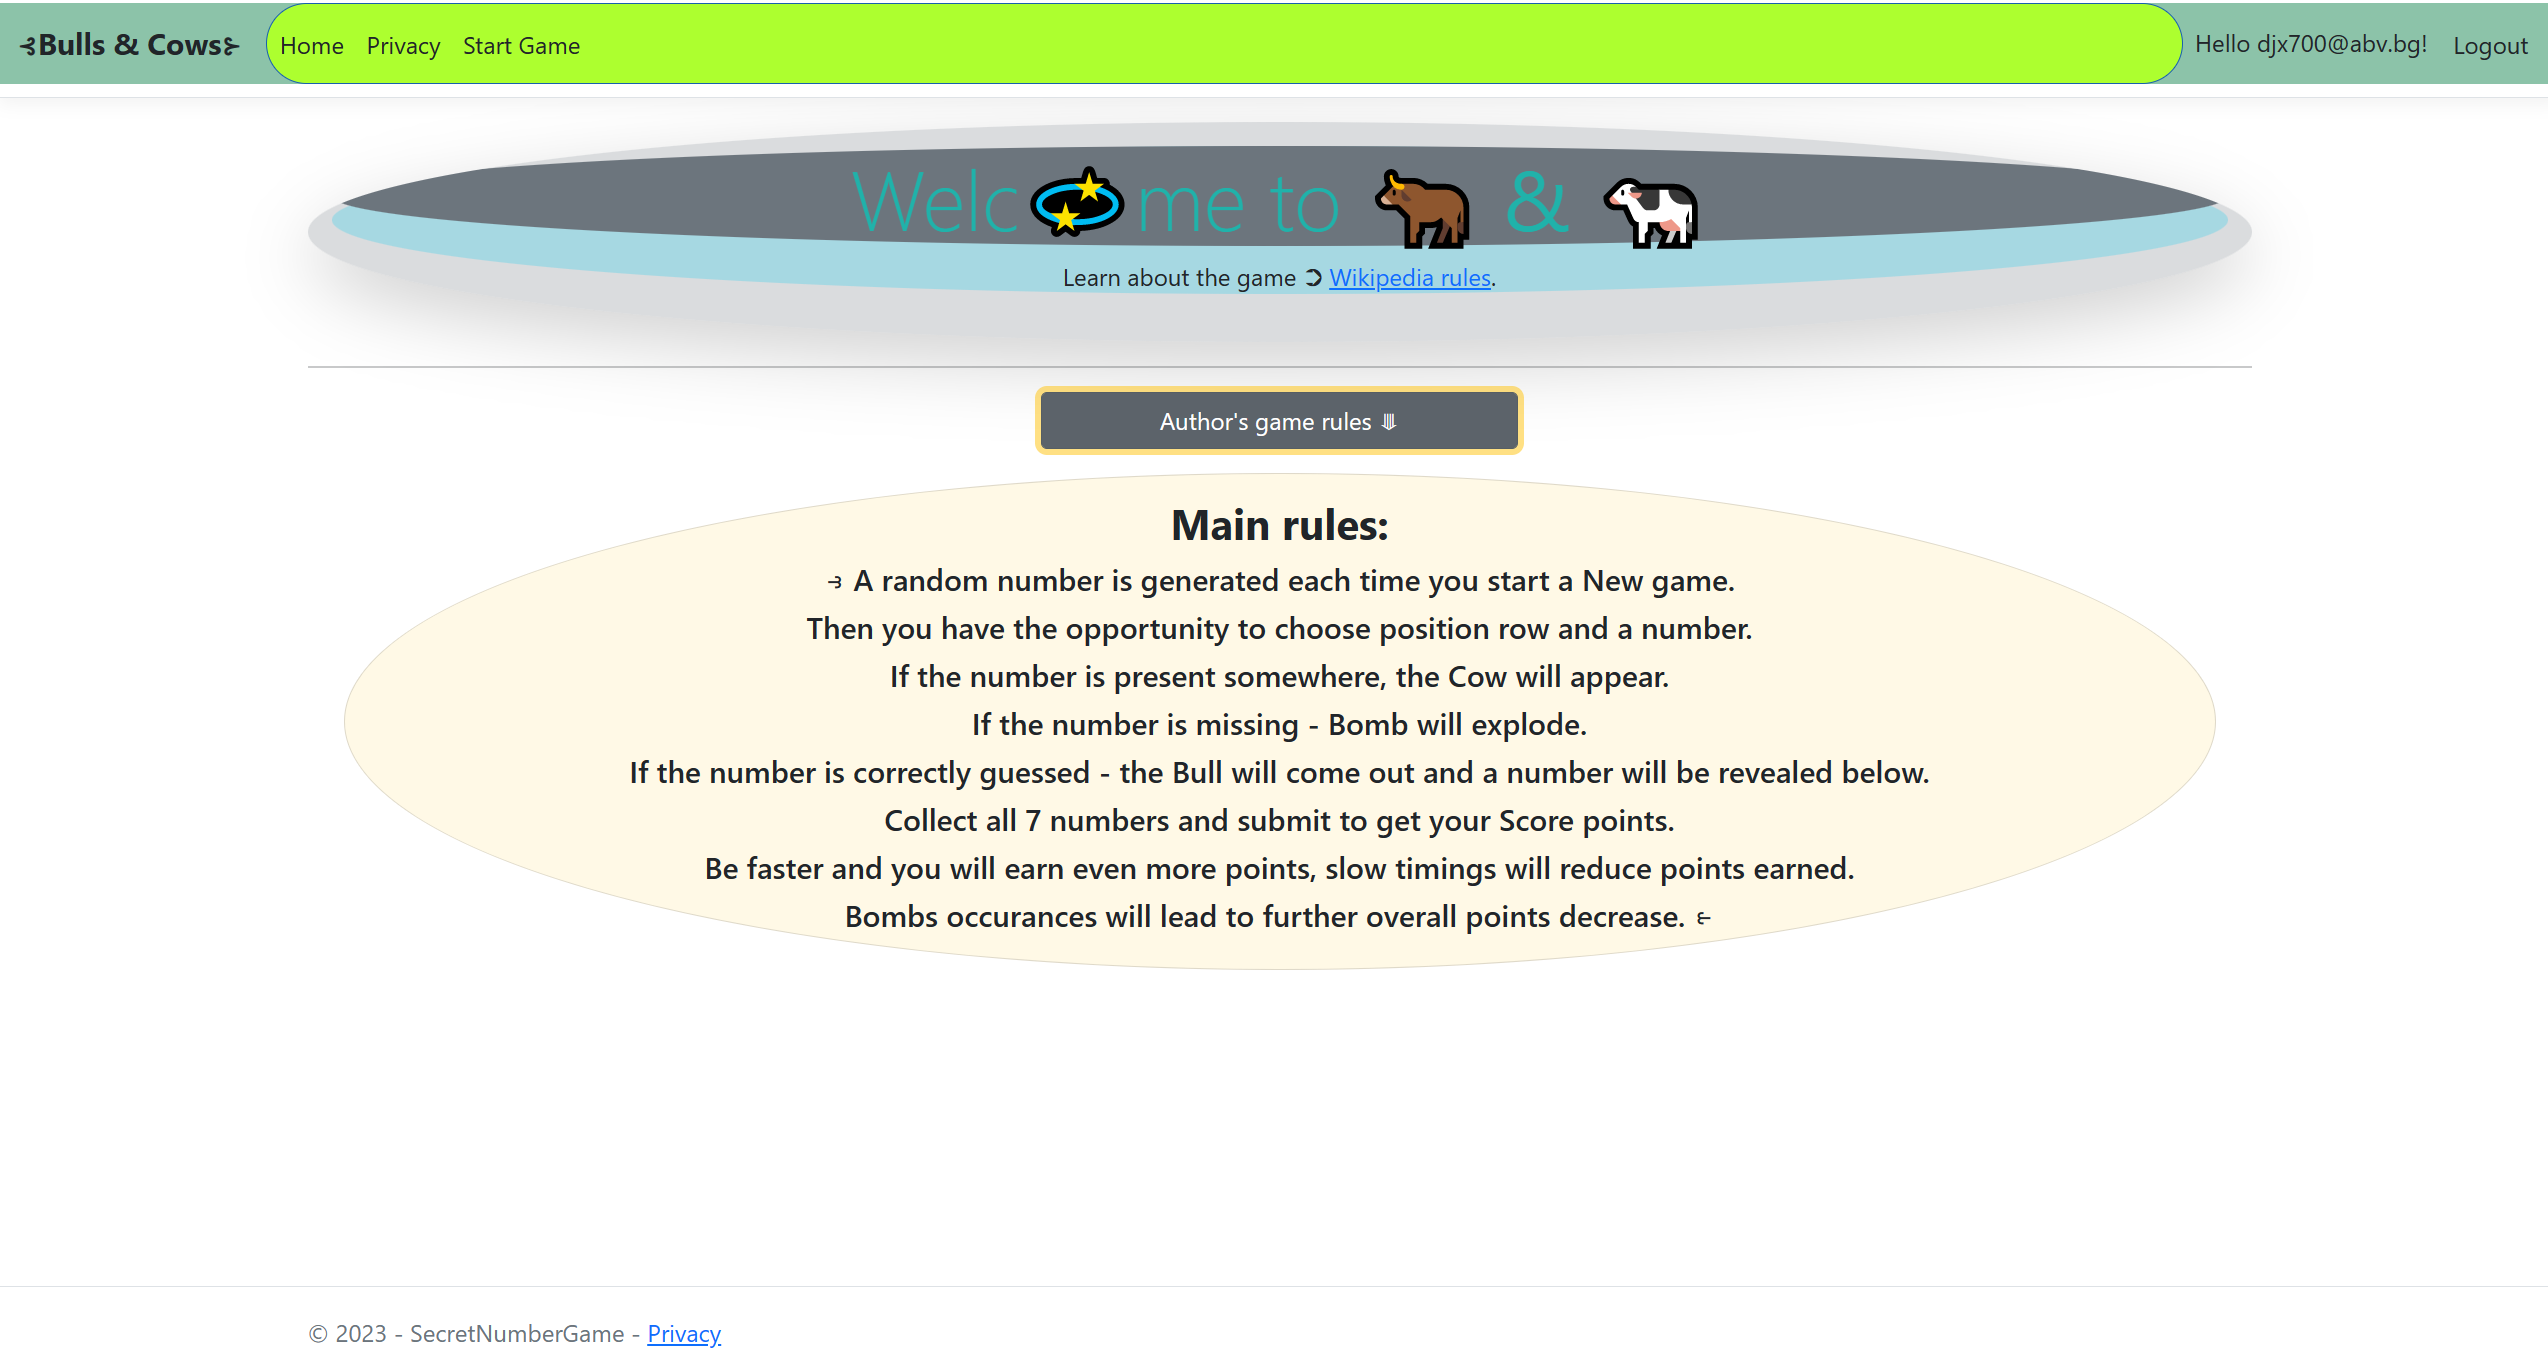 ⊰Bulls & Cows⊱
Home Privacy Start Game
Hello djx700@abv.bg! Logout
Welc💫me to 🐂 & 🐄
Learn about the game ➲ Wikipedia rules.
Author's game rules ⤋
Main rules:
⥽ A random number is generated each time you start a New game.
Then you have the opportunity to choose position row and a number.
If the number is present somewhere, the Cow will appear.
If the number is missing - Bomb will explode.
If the number is correctly guessed - the Bull will come out and a number will be revealed below.
Collect all 7 numbers and submit to get your Score points.
Be faster and you will earn even more points, slow timings will reduce points earned.
Bombs occurances will lead to further overall points decrease. ⥼
© 2023 - SecretNumberGame - Privacy